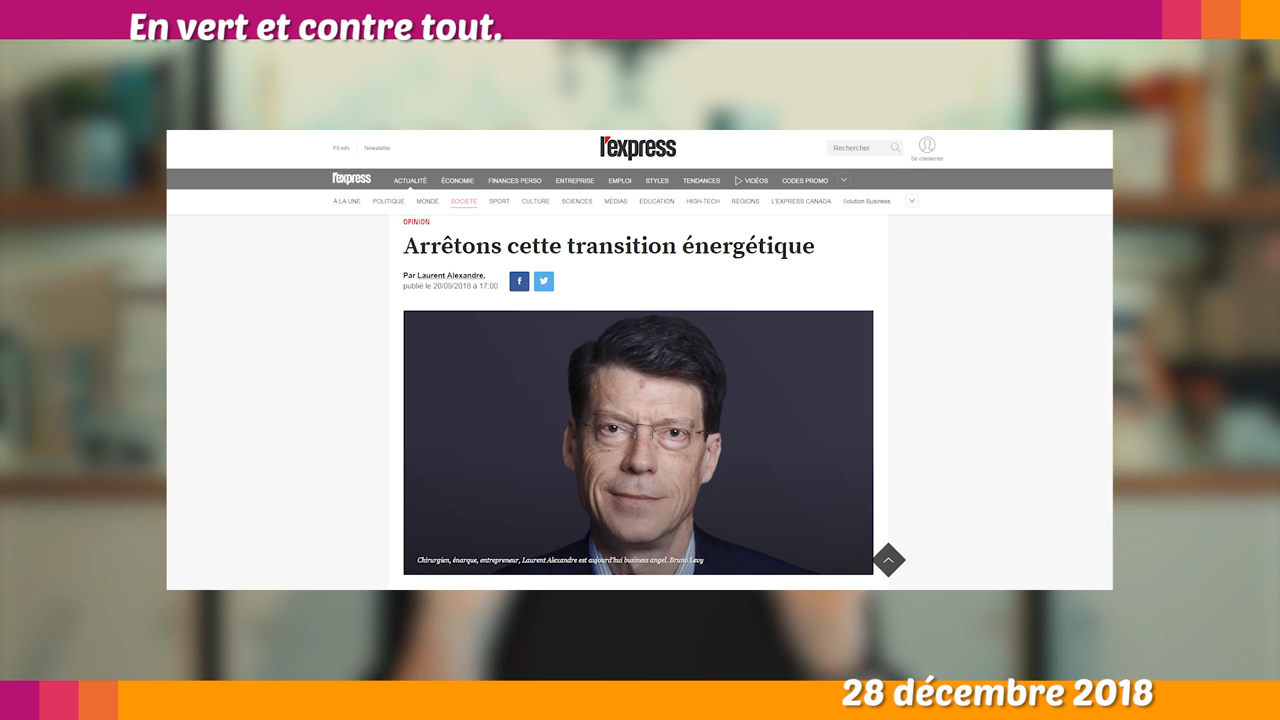 En vert et contre tout.
Fil info Newsletter
l'express
Rechercher
Se connecter
l'express ACTUALITÉ ÉCONOMIE FINANCES PERSO ENTREPRISE EMPLOI STYLES TENDANCES VIDÉOS CODES PROMO
À LA UNE POLITIQUE MONDE SOCIÉTÉ SPORT CULTURE SCIENCES MÉDIAS EDUCATION HIGH-TECH RÉGIONS L'EXPRESS CANADA Solution Business
OPINION
Arrêtons cette transition énergétique
Par Laurent Alexandre,
publié le 20/09/2018 à 17:00
Chirurgien, énarque, entrepreneur, Laurent Alexandre est aujourd'hui business angel. Bruno Levy
28 décembre 2018